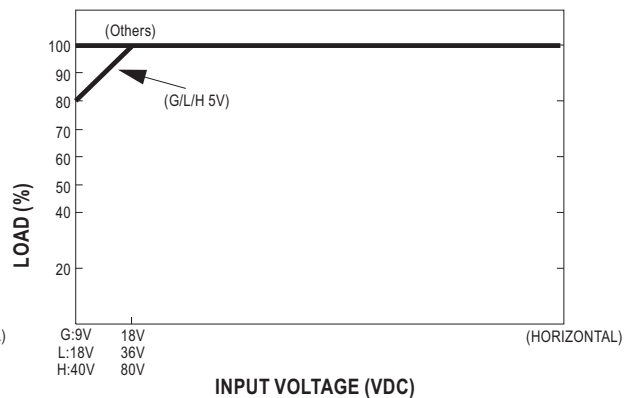 (Others)
100
90
(G/L/H 5V)
80
70
60
50
40
20
LOAD (%)
)
G:9V 18V
L:18V 36V
H:40V 80V
(HORIZONTAL)
INPUT VOLTAGE (VDC)